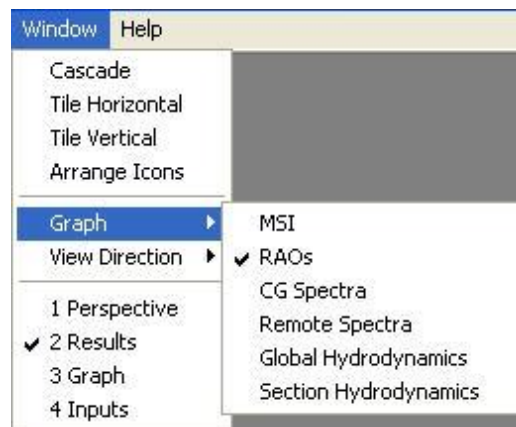 Window Help
Cascade
Tile Horizontal
Tile Vertical
Arrange Icons
Graph
View Direction
1 Perspective
2 Results
3 Graph
4 Inputs
MSI
RAOs
CG Spectra
Remote Spectra
Global Hydrodynamics
Section Hydrodynamics